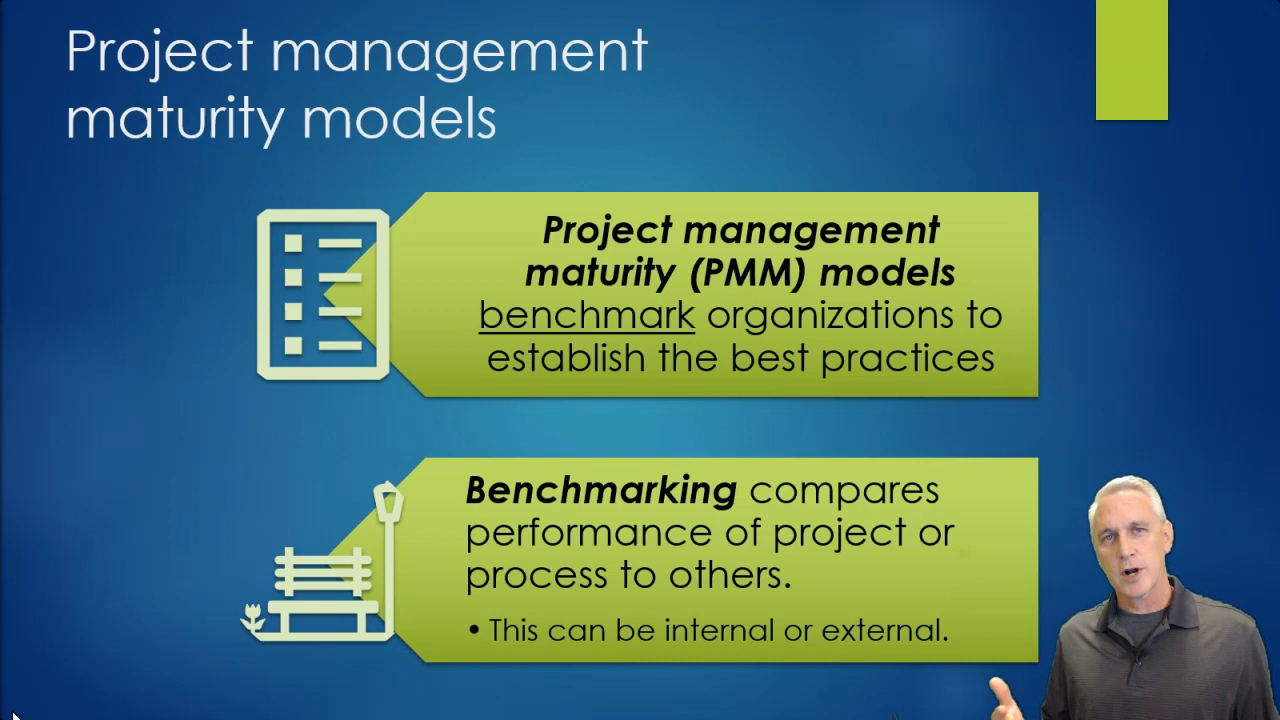 Project management
maturity models
Project management
maturity (PMM) models
benchmark organizations to
establish the best practices
Benchmarking compares
performance of project or
process to others.
• This can be internal or external.